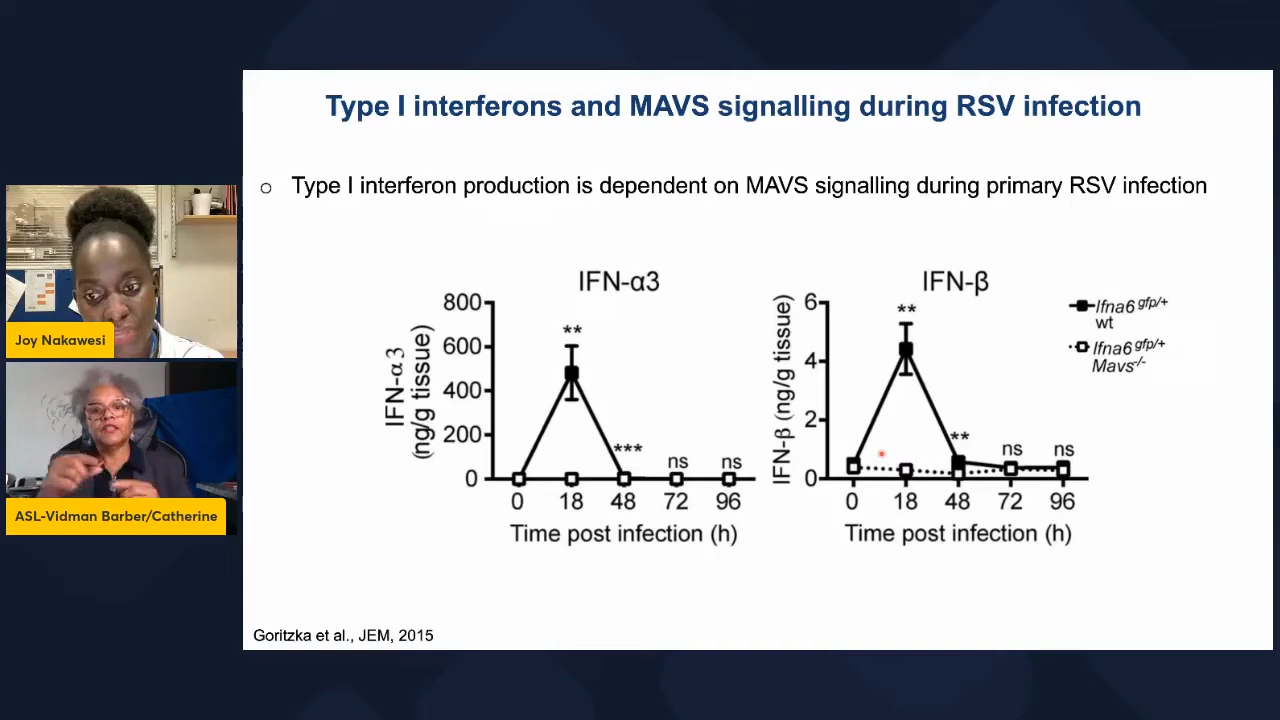 Type I interferons and MAVS signalling during RSV infection
○ Type I interferon production is dependent on MAVS signalling during primary RSV infection
IFN-α3
IFN-α3
(ng/g tissue)
800
600
400
200
0
**
***
ns
ns
0 18 48 72 96
Time post infection (h)
IFN-β
IFN-β (ng/g tissue)
6
4
2
0
**
**
ns
ns
0 18 48 72 96
Time post infection (h)
Ifna6 gfp/+
wt
Ifna6 gfp/+
Mavs-/-
Joy Nakawesi
ASL-Vidman Barber/Catherine
Goritzka et al., JEM, 2015